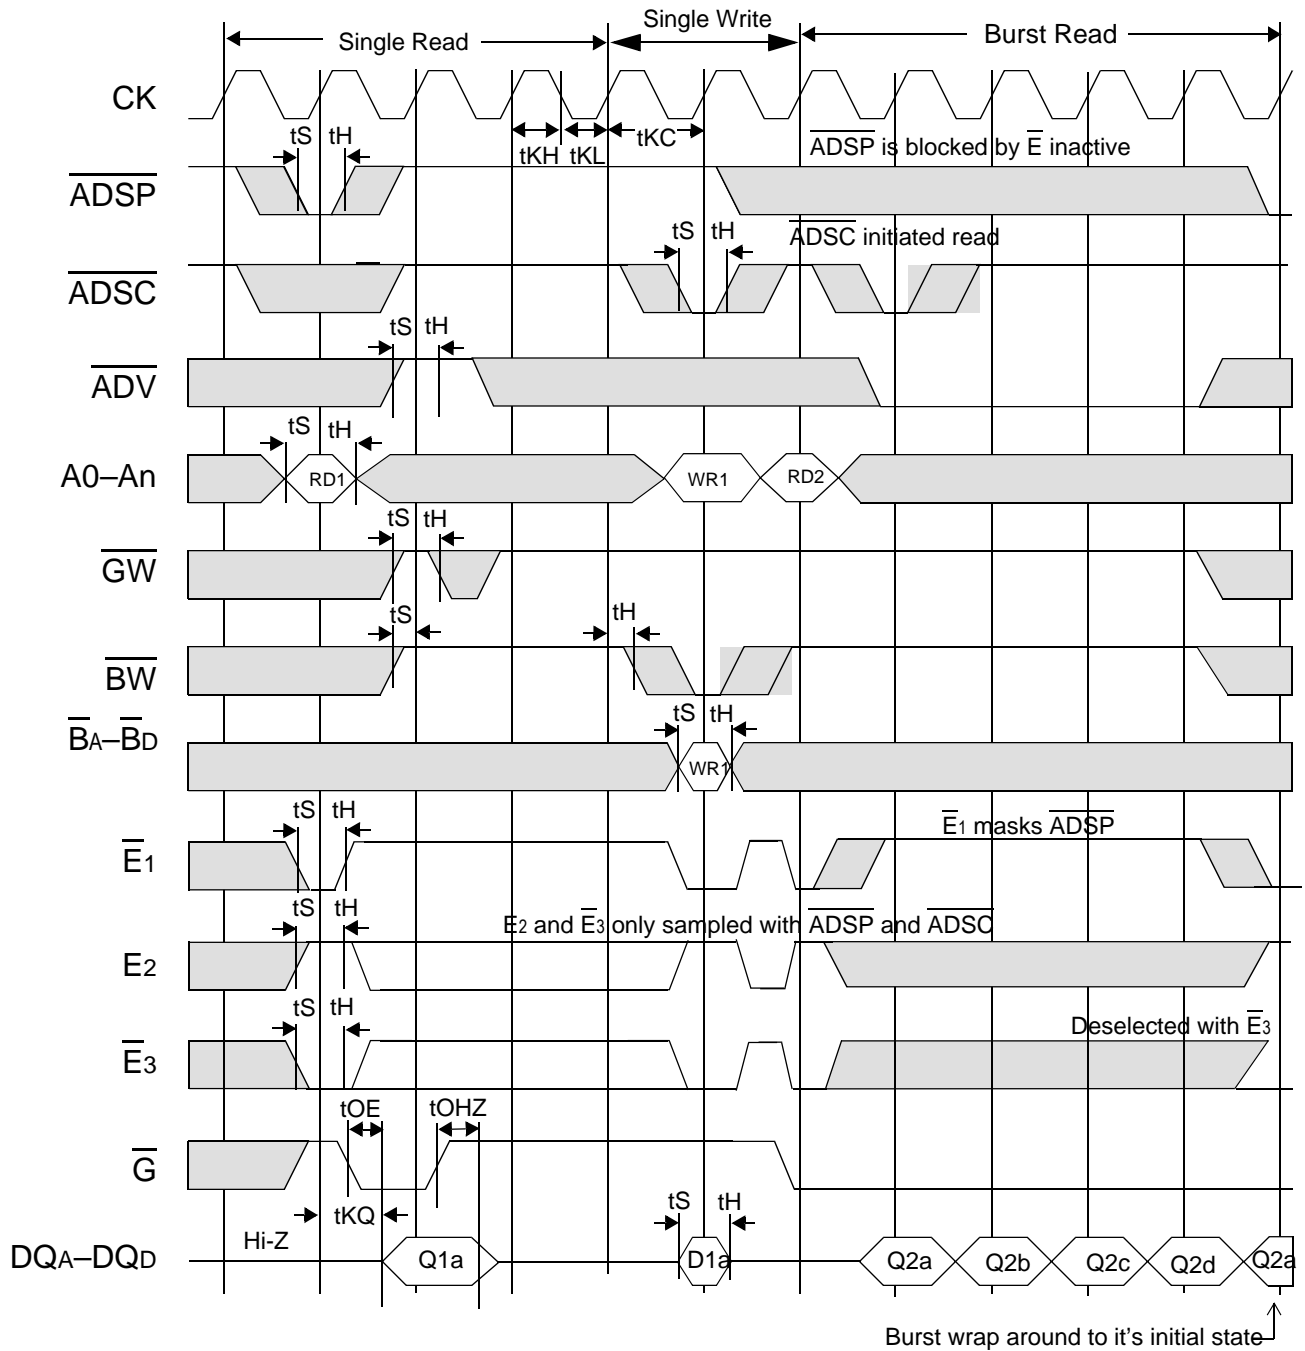 Single Read
Single Write
Burst Read
CK
tS tH
tKH tKL tKC
ADSP is blocked by E inactive
ADSP
tS tH
ADSC initiated read
ADSC
tS tH
ADV
tS tH
A0–An
RD1
WR1
RD2
tS tH
GW
tS
tH
BW
BA–BD
tS tH
WR1
tS tH
E1 masks ADSP
E1
tS tH
E2 and E3 only sampled with ADSP and ADSC
E2
tS tH
Deselected with E3
E3
tOE
tOHZ
G
tKQ
tS tH
Hi-Z
DQA–DQD
Q1a
D1a
Q2a
Q2b
Q2c
Q2d
Q2a
Burst wrap around to it's initial state